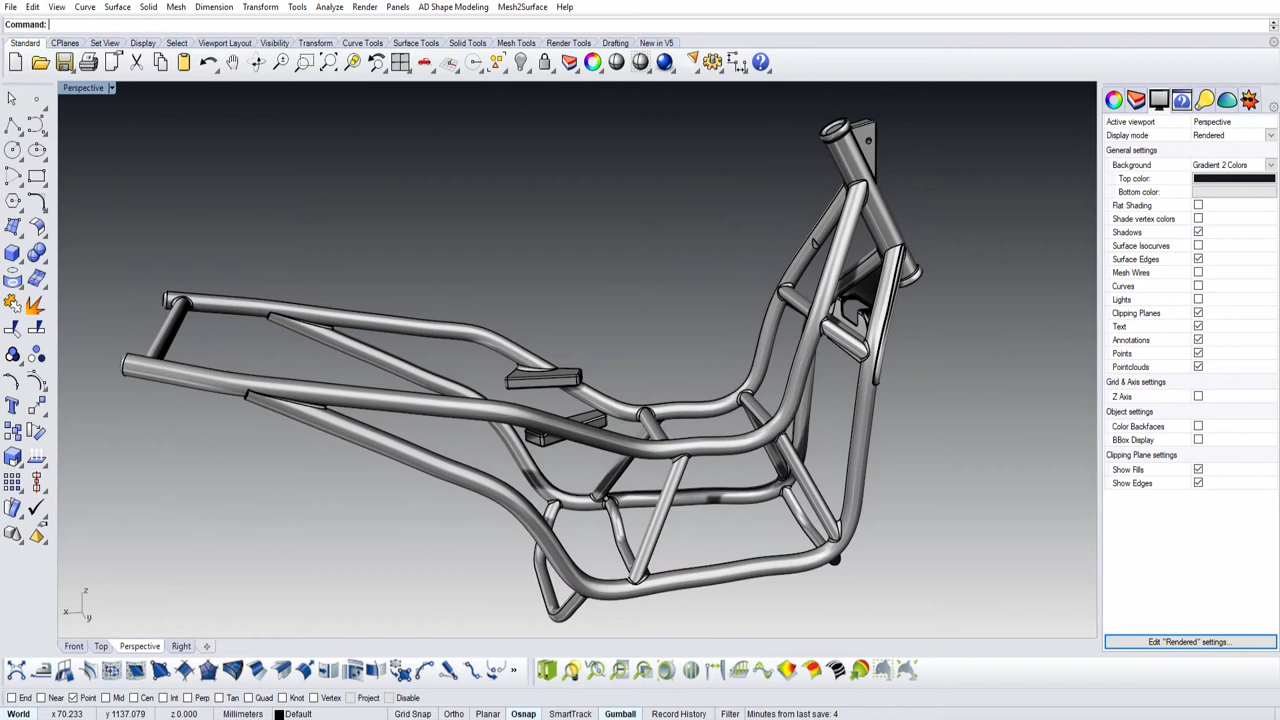 File Edit View Curve Surface Solid Mesh Dimension Transform Tools Analyze Render Panels AD Shape Modeling Mesh2Surface Help
Command:
Standard CPlanes Set View Display Select Viewport Layout Visibility Transform Curve Tools Surface Tools Solid Tools Mesh Tools Render Tools Drafting New in V5
Perspective
Active viewport Perspective
Display mode Rendered
General settings
Background Gradient 2 Colors
Top color:
Bottom color:
Flat Shading
Shade vertex colors
Shadows
Surface Isocurves
Surface Edges
Mesh Wires
Curves
Lights
Clipping Planes
Text
Annotations
Points
Pointclouds
Grid & Axis settings
Z Axis
Object settings
Color Backfaces
BBox Display
Clipping Plane settings
Show Fills
Show Edges
z
x
y
Edit "Rendered" settings...
Front Top Perspective Right
»
End Near Point Mid Cen Int Perp Tan Quad Knot Vertex Project Disable
World x 70.233 y 1137.079 z 0.000 Millimeters Default Grid Snap Ortho Planar Osnap SmartTrack Gumball Record History Filter Minutes from last save: 4